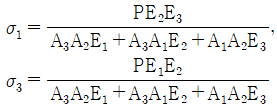 σ₁ = PE₂E₃ / (A₃A₂E₁ + A₃A₁E₂ + A₁A₂E₃),
σ₃ = PE₁E₂ / (A₃A₂E₁ + A₃A₁E₂ + A₁A₂E₃)